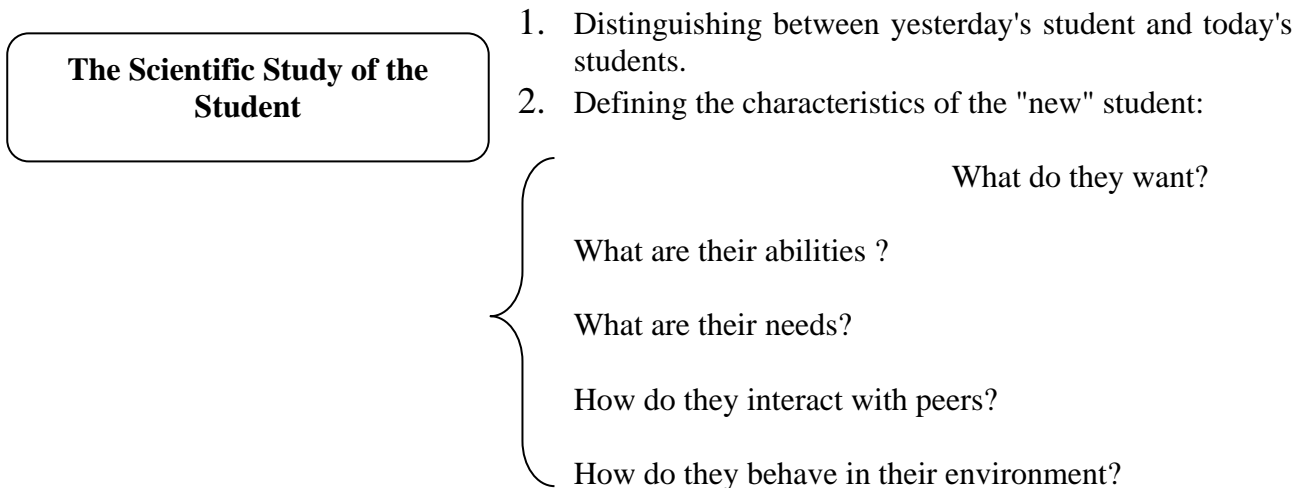 The Scientific Study of the
Student
1. Distinguishing between yesterday's student and today's
students.
2. Defining the characteristics of the "new" student:
What do they want?
What are their abilities ?
What are their needs?
How do they interact with peers?
How do they behave in their environment?